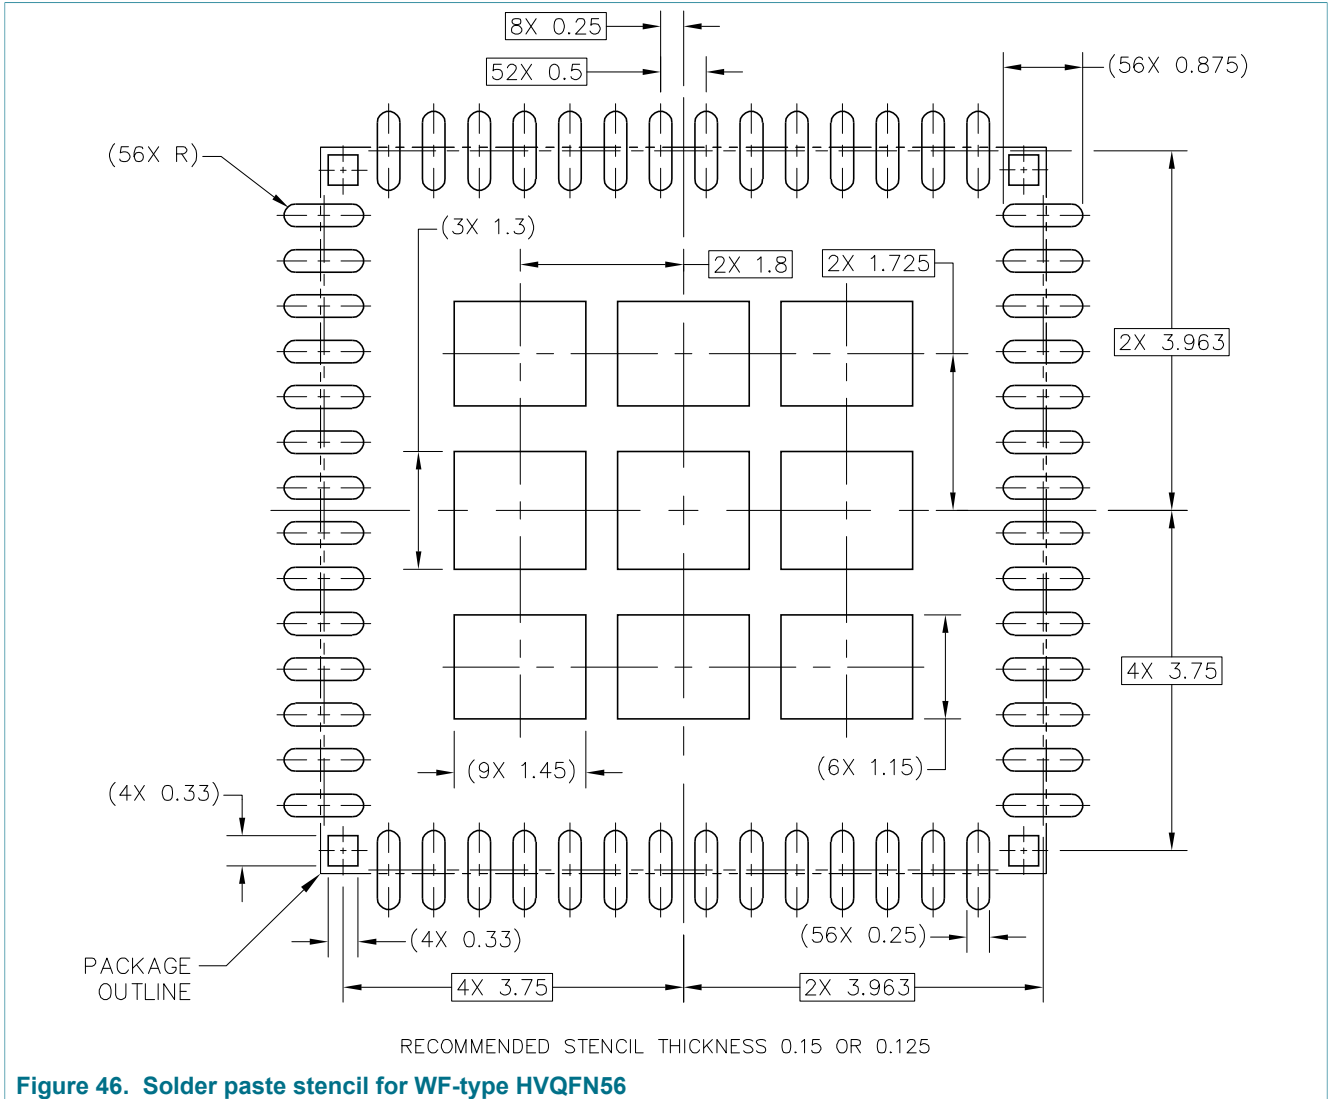 8X 0.25
52X 0.5
(56X 0.875)
(56X R)
(3X 1.3)
2X 1.8
2X 1.725
2X 3.963
4X 3.75
(9X 1.45)
(6X 1.15)
(4X 0.33)
(4X 0.33)
(56X 0.25)
PACKAGE
OUTLINE
4X 3.75
2X 3.963
RECOMMENDED STENCIL THICKNESS 0.15 OR 0.125
Figure 46. Solder paste stencil for WF-type HVQFN56